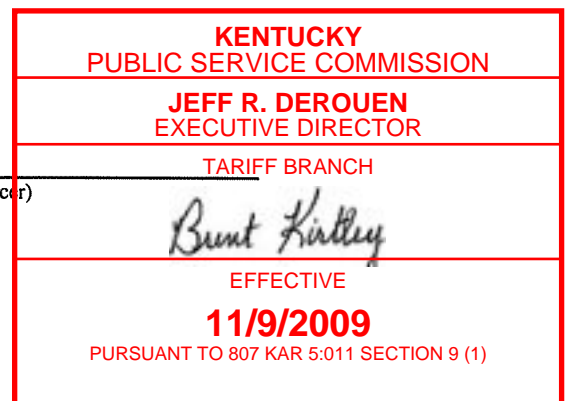 KENTUCKY
PUBLIC SERVICE COMMISSION
JEFF R. DEROUEN
EXECUTIVE DIRECTOR
TARIFF BRANCH
cer)
Bunt Kirtley
EFFECTIVE
11/9/2009
PURSUANT TO 807 KAR 5:011 SECTION 9 (1)